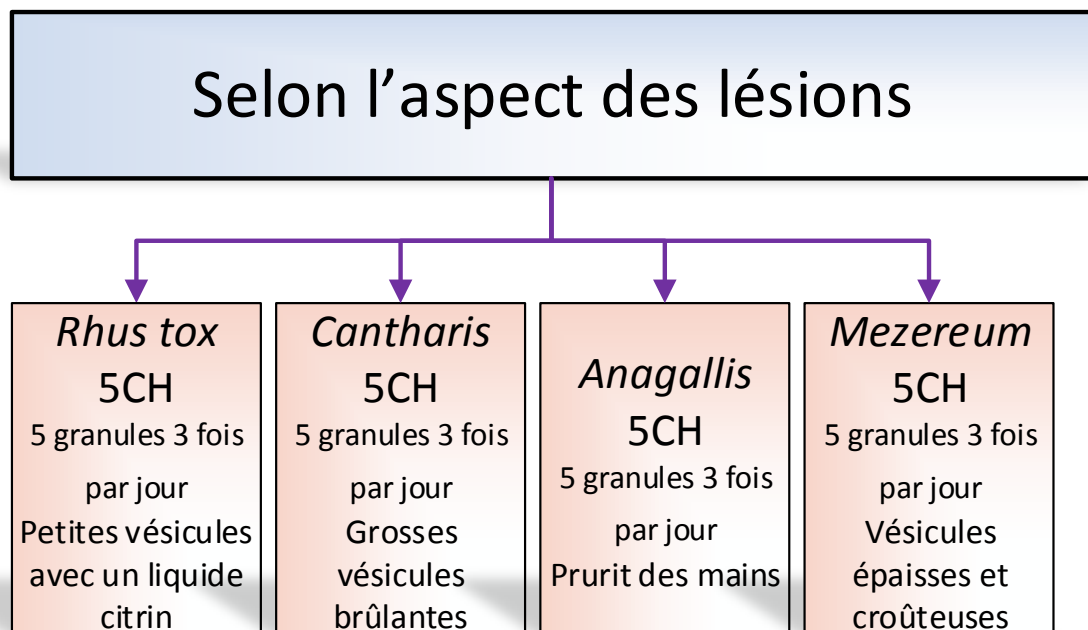 Selon l’aspect des lésions
Rhus tox
5CH
5 granules 3 fois
par jour
Petites vésicules
avec un liquide
citrin
Cantharis
5CH
5 granules 3 fois
par jour
Grosses
vésicules
brûlantes
Anagallis
5CH
5 granules 3 fois
par jour
Prurit des mains
Mezereum
5CH
5 granules 3 fois
par jour
Vésicules
épaisses et
croûteuses